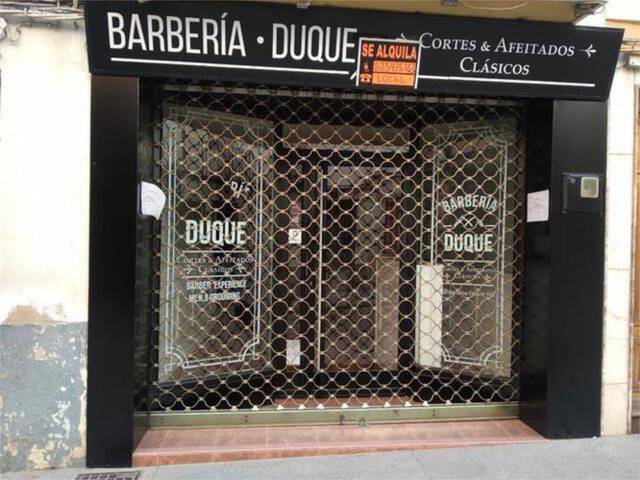 BARBERÍA · DUQUE
CORTES & AFEITADOS
CLÁSICOS
SE ALQUILA
LOCAL
DUQUE
CORTES & AFEITADOS
CLÁSICOS
BARBER EXPERIENCE
MEN,S GROOMING
BARBERÍA
DUQUE
CORTES & AFEITADOS